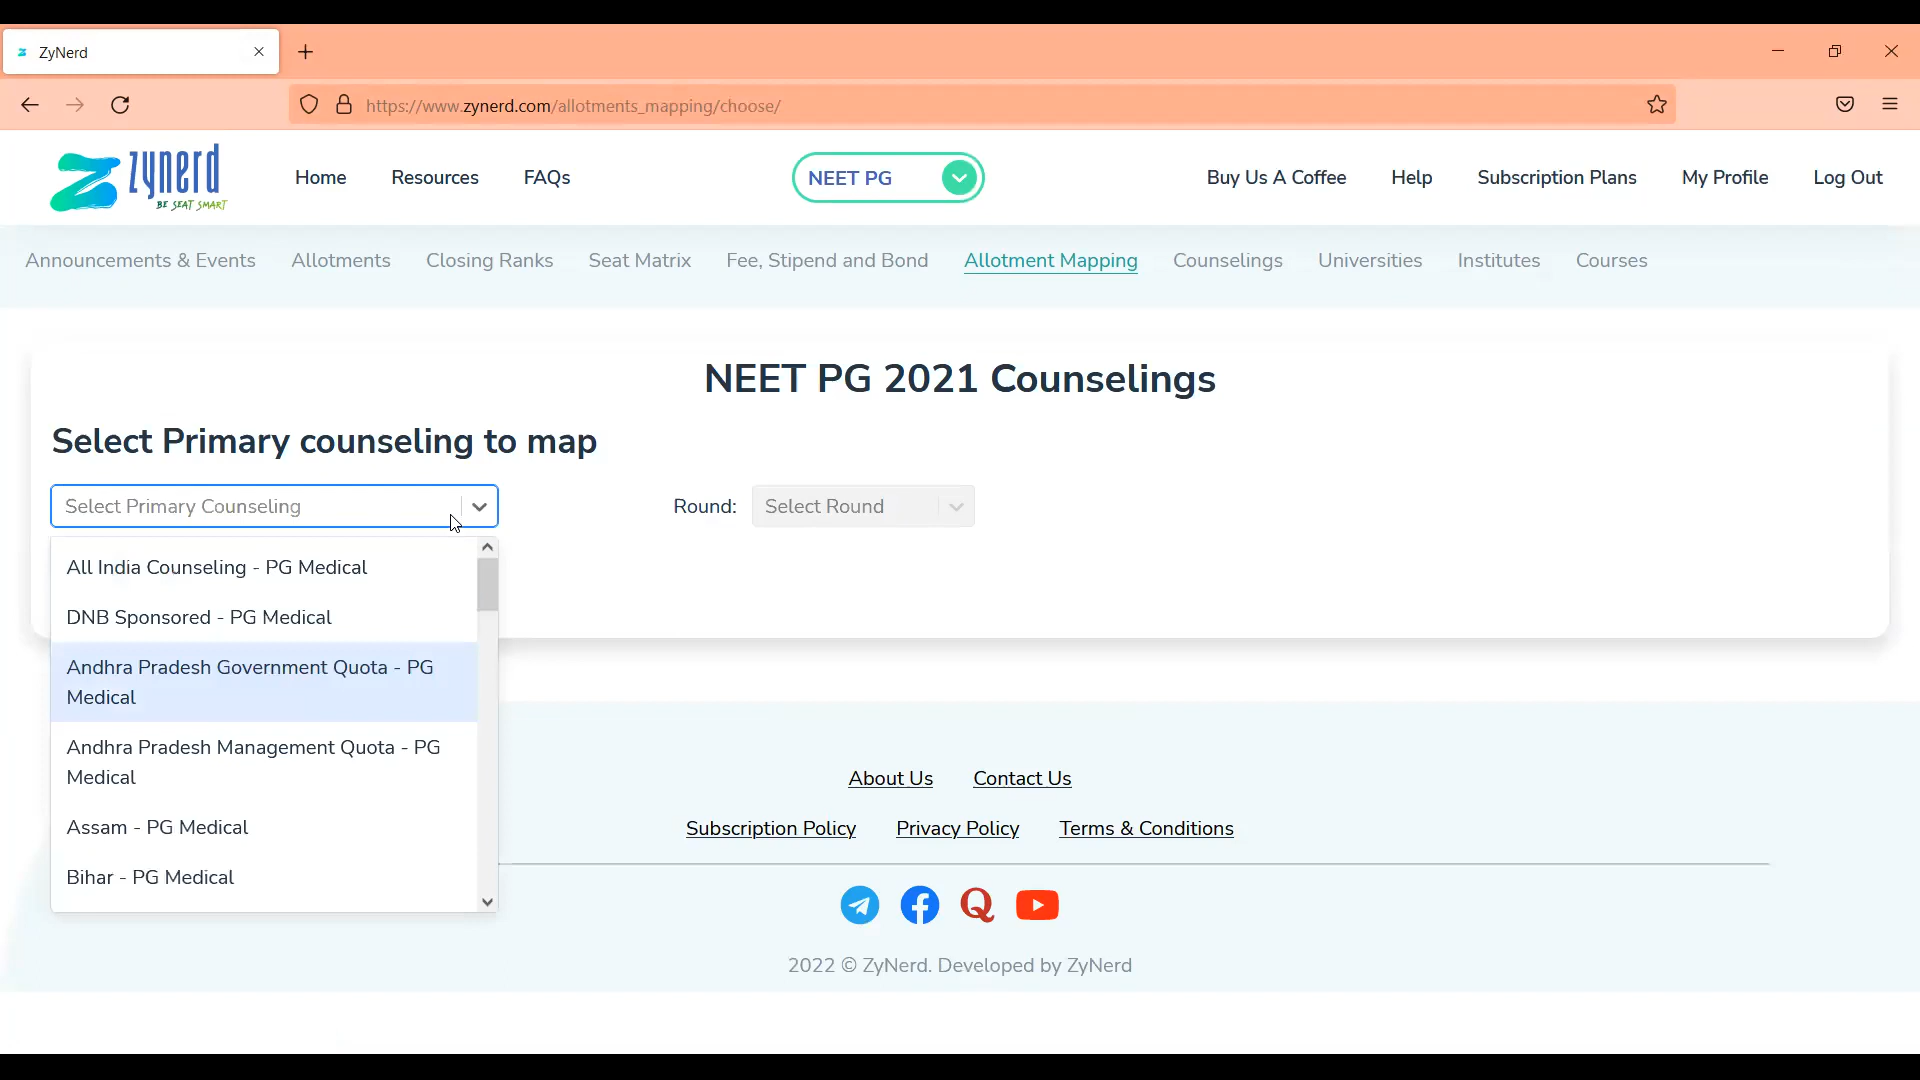 ZyNerd
https://www.zynerd.com/allotments_mapping/choose/
zynerd
BE SEAT SMART
Home Resources FAQs NEET PG Buy Us A Coffee Help Subscription Plans My Profile Log Out
Announcements & Events Allotments Closing Ranks Seat Matrix Fee, Stipend and Bond Allotment Mapping Counselings Universities Institutes Courses
NEET PG 2021 Counselings
Select Primary counseling to map
Select Primary Counseling Round: Select Round
All India Counseling - PG Medical
DNB Sponsored - PG Medical
Andhra Pradesh Government Quota - PG
Medical
Andhra Pradesh Management Quota - PG
Medical
Assam - PG Medical
Bihar - PG Medical
About Us Contact Us
Subscription Policy Privacy Policy Terms & Conditions
2022 © ZyNerd. Developed by ZyNerd